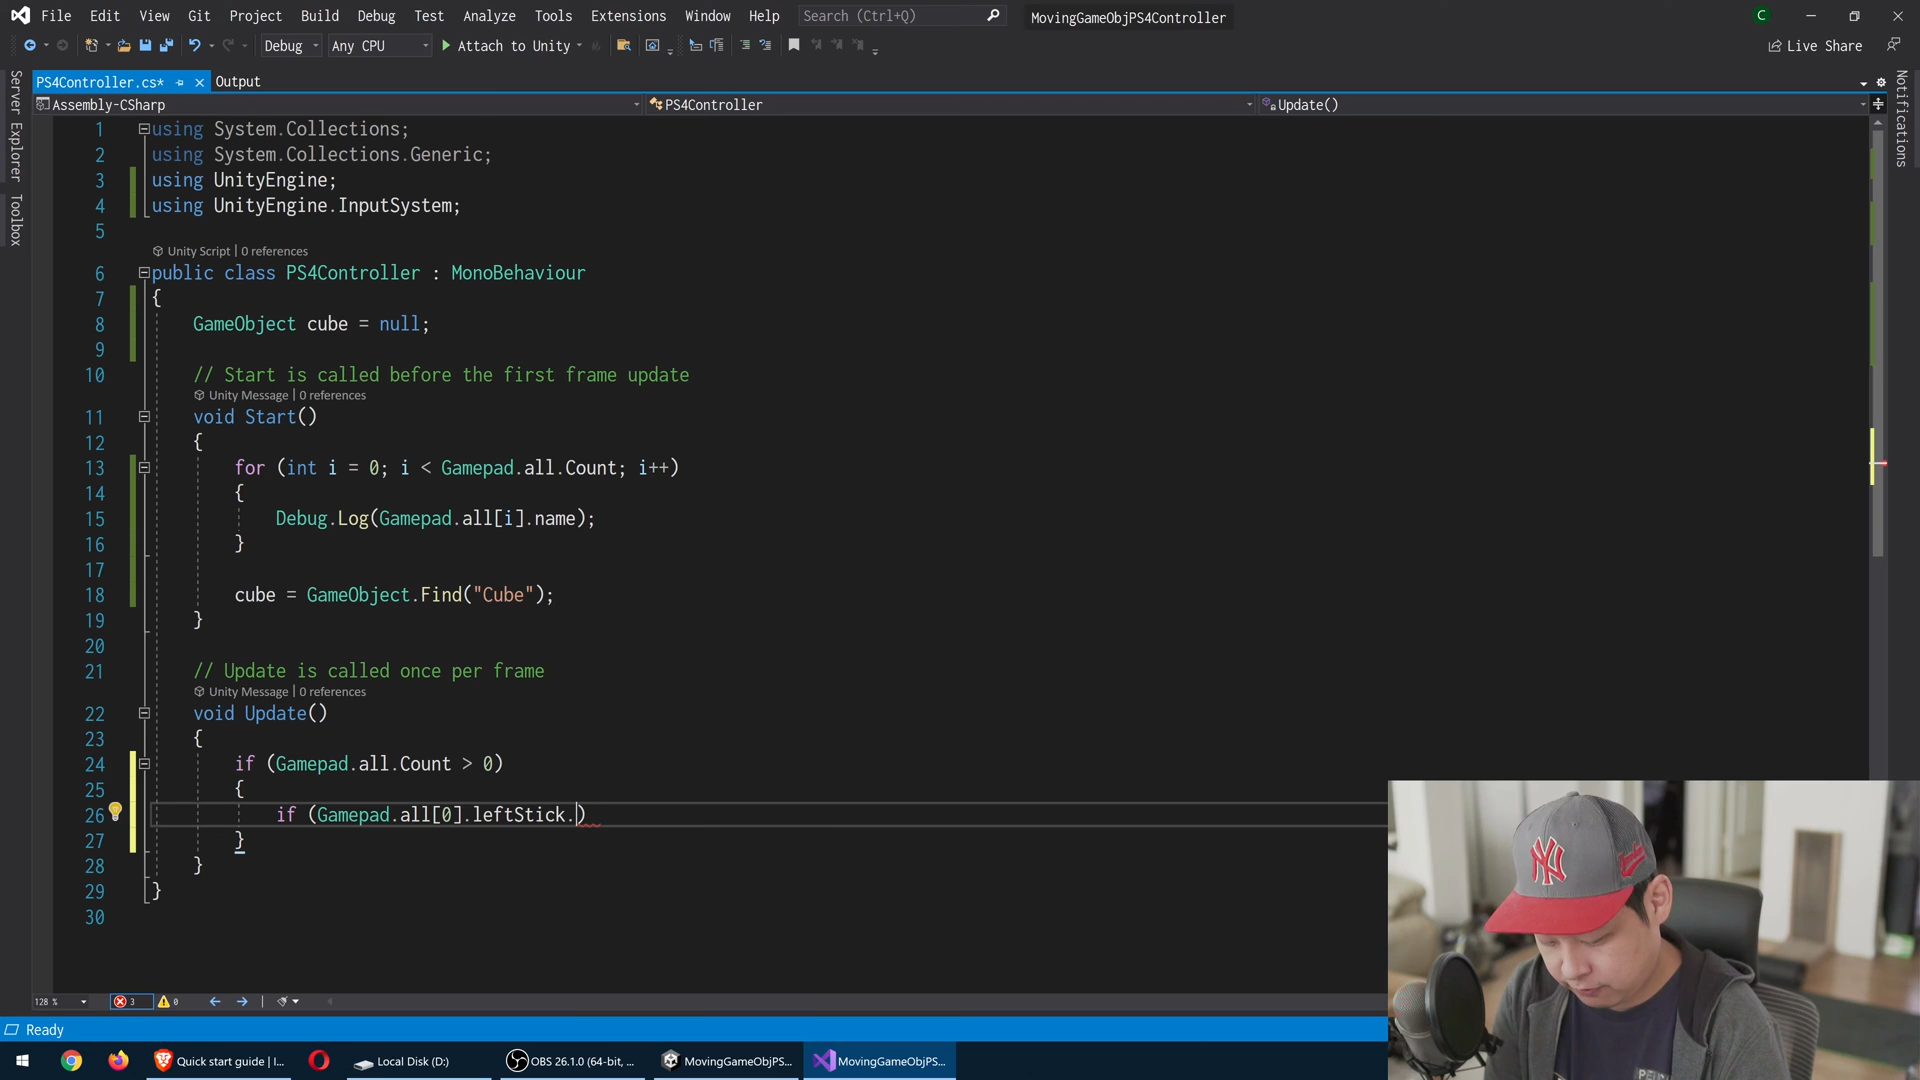 File Edit View Git Project Build Debug Test Analyze Tools Extensions Window Help Search (Ctrl+Q) MovingGameObjPS4Controller C
Debug Any CPU Attach to Unity Live Share
PS4Controller.cs* Output
Assembly-CSharp PS4Controller Update()
Server Explorer
Toolbox
Notifications
1 using System.Collections;
2 using System.Collections.Generic;
3 using UnityEngine;
4 using UnityEngine.InputSystem;
5
Unity Script | 0 references
6 public class PS4Controller : MonoBehaviour
7 {
8 GameObject cube = null;
9
10 // Start is called before the first frame update
Unity Message | 0 references
11 void Start()
12 {
13 for (int i = 0; i < Gamepad.all.Count; i++)
14 {
15 Debug.Log(Gamepad.all[i].name);
16 }
17
18 cube = GameObject.Find("Cube");
19 }
20
21 // Update is called once per frame
Unity Message | 0 references
22 void Update()
23 {
24 if (Gamepad.all.Count > 0)
25 {
26 if (Gamepad.all[0].leftStick.)
27 }
28 }
29 }
30
128 % 3 0
Ready
Quick start guide | I... Local Disk (D:) OBS 26.1.0 (64-bit, ... MovingGameObjPS... MovingGameObjPS...